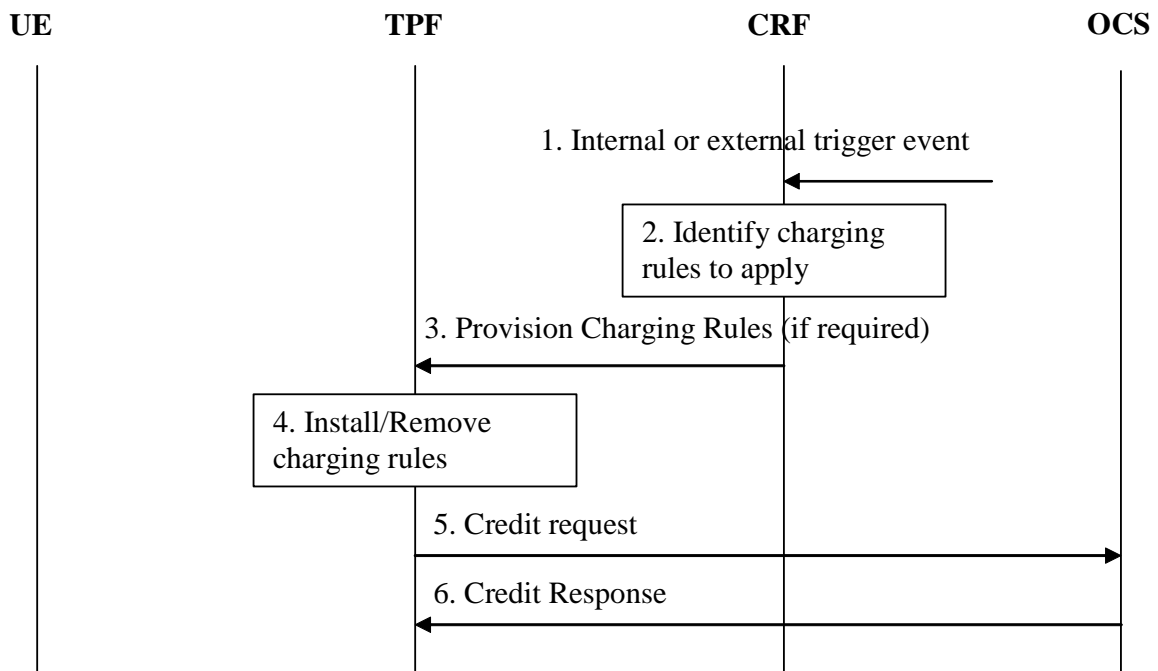 UE TPF CRF OCS
1. Internal or external trigger event
2. Identify charging
rules to apply
3. Provision Charging Rules (if required)
4. Install/Remove
charging rules
5. Credit request
6. Credit Response